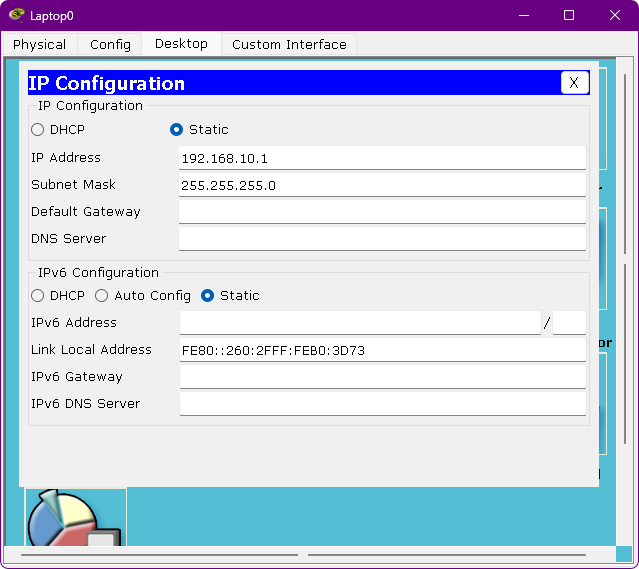 Laptop0
Physical Config Desktop Custom Interface
IP Configuration X
IP Configuration
DHCP Static
IP Address 192.168.10.1
Subnet Mask 255.255.255.0
Default Gateway
DNS Server
IPv6 Configuration
DHCP Auto Config Static
IPv6 Address /
Link Local Address FE80::260:2FFF:FEB0:3D73
IPv6 Gateway
IPv6 DNS Server
or